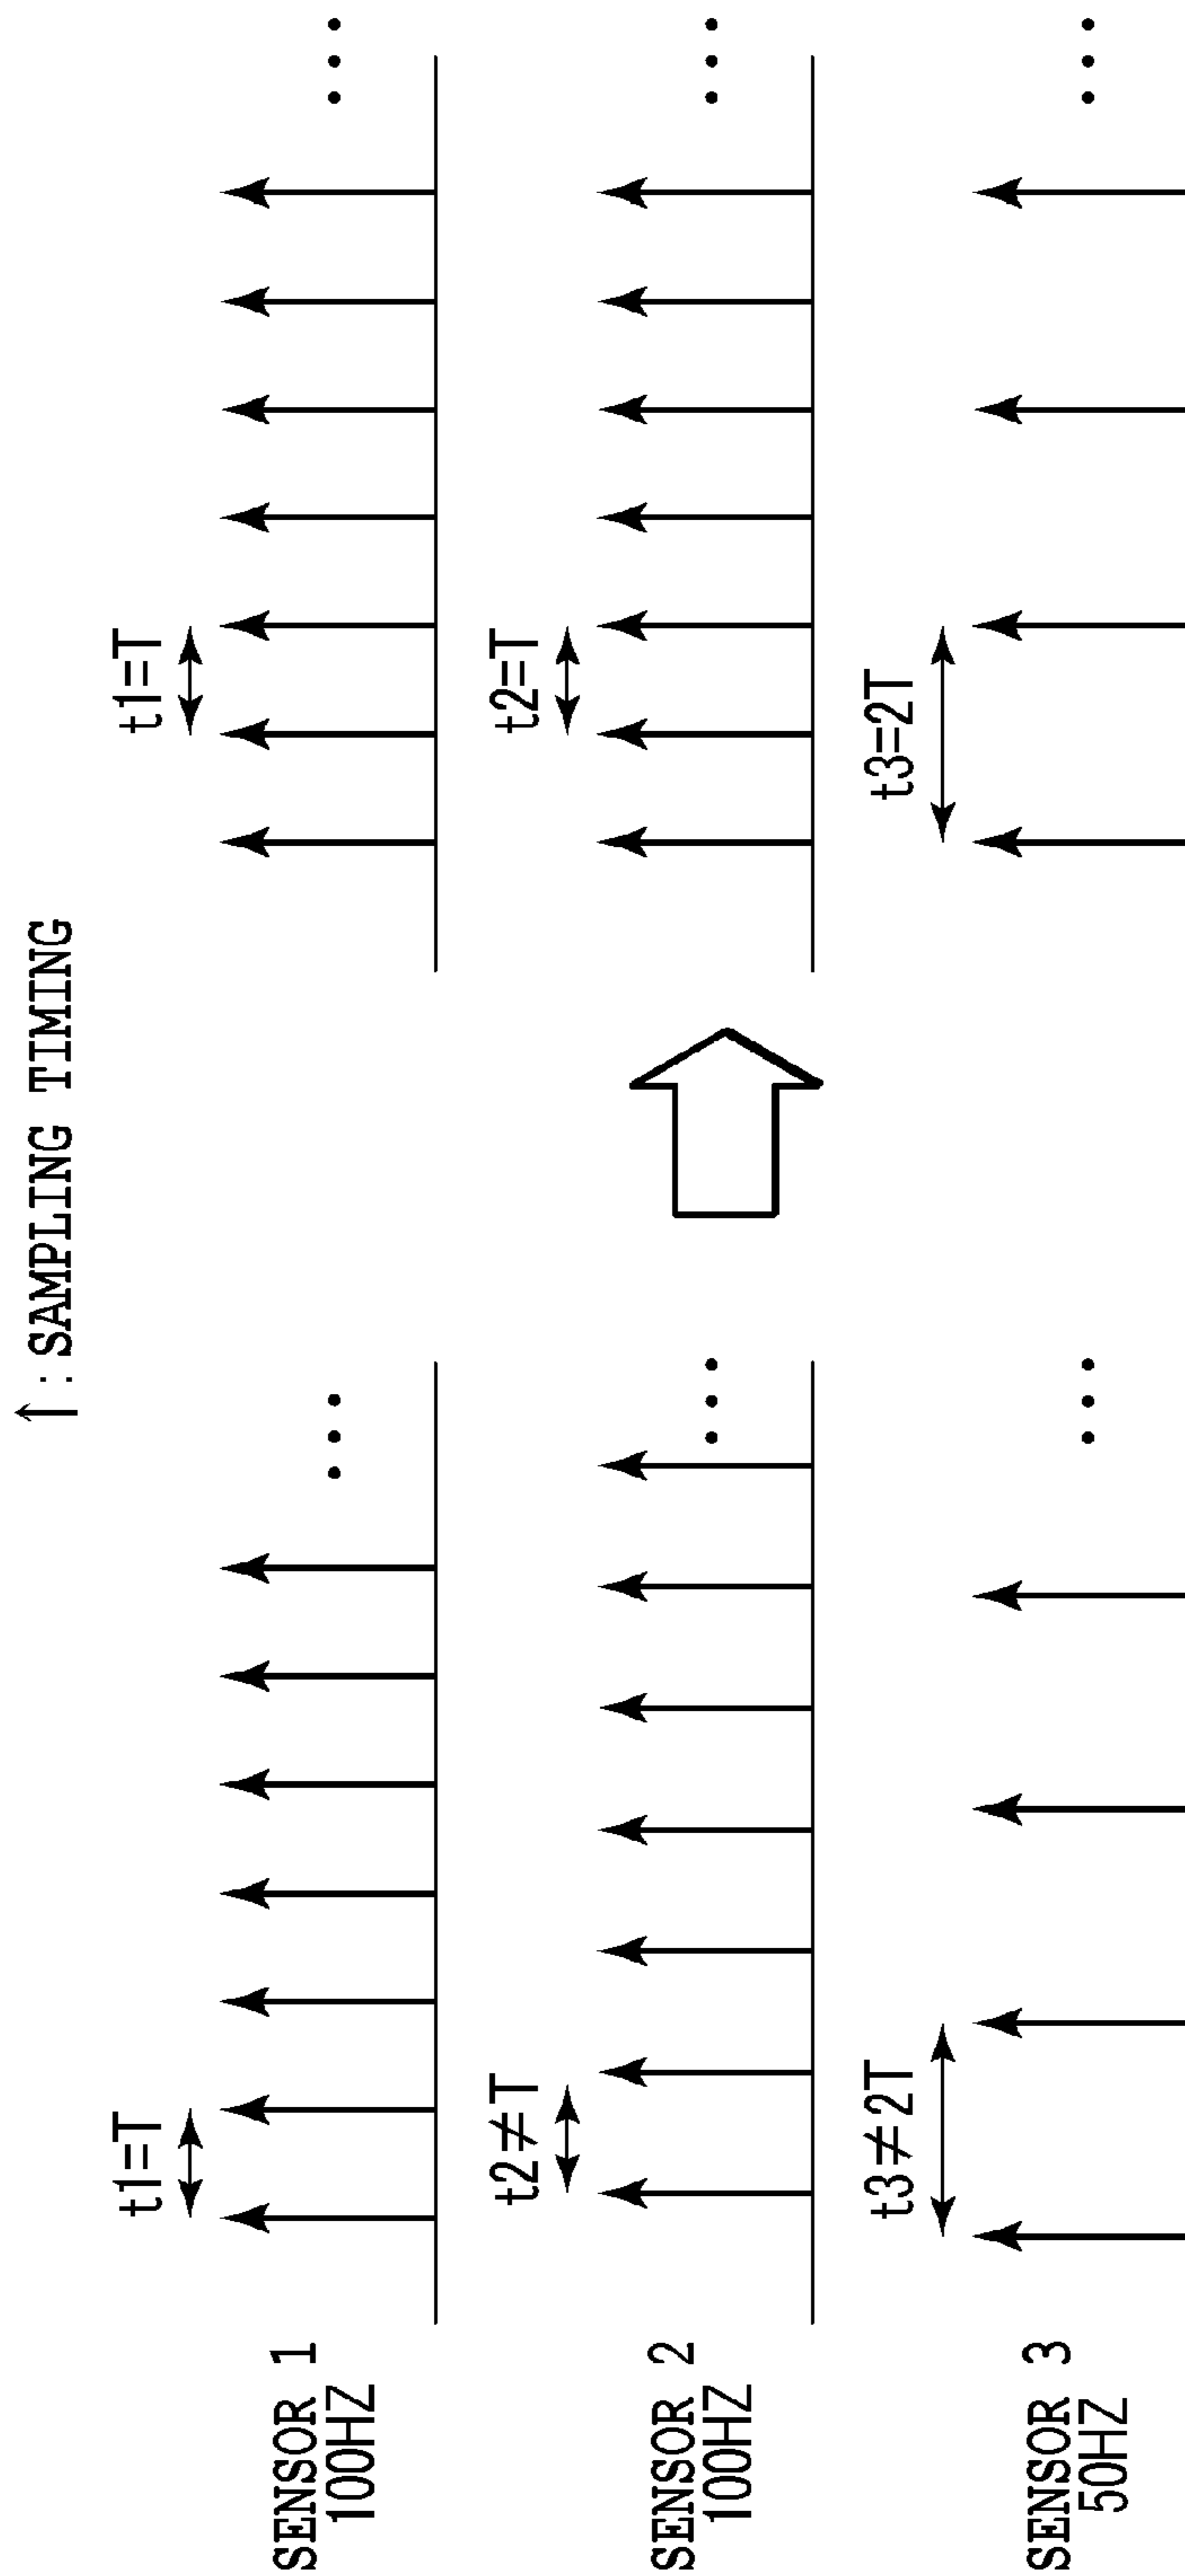 ↑: SAMPLING TIMING
SENSOR 1
100HZ
t1=T
t1=T
SENSOR 2
100HZ
t2≠T
t2=T
SENSOR 3
50HZ
t3≠2T
t3=2T